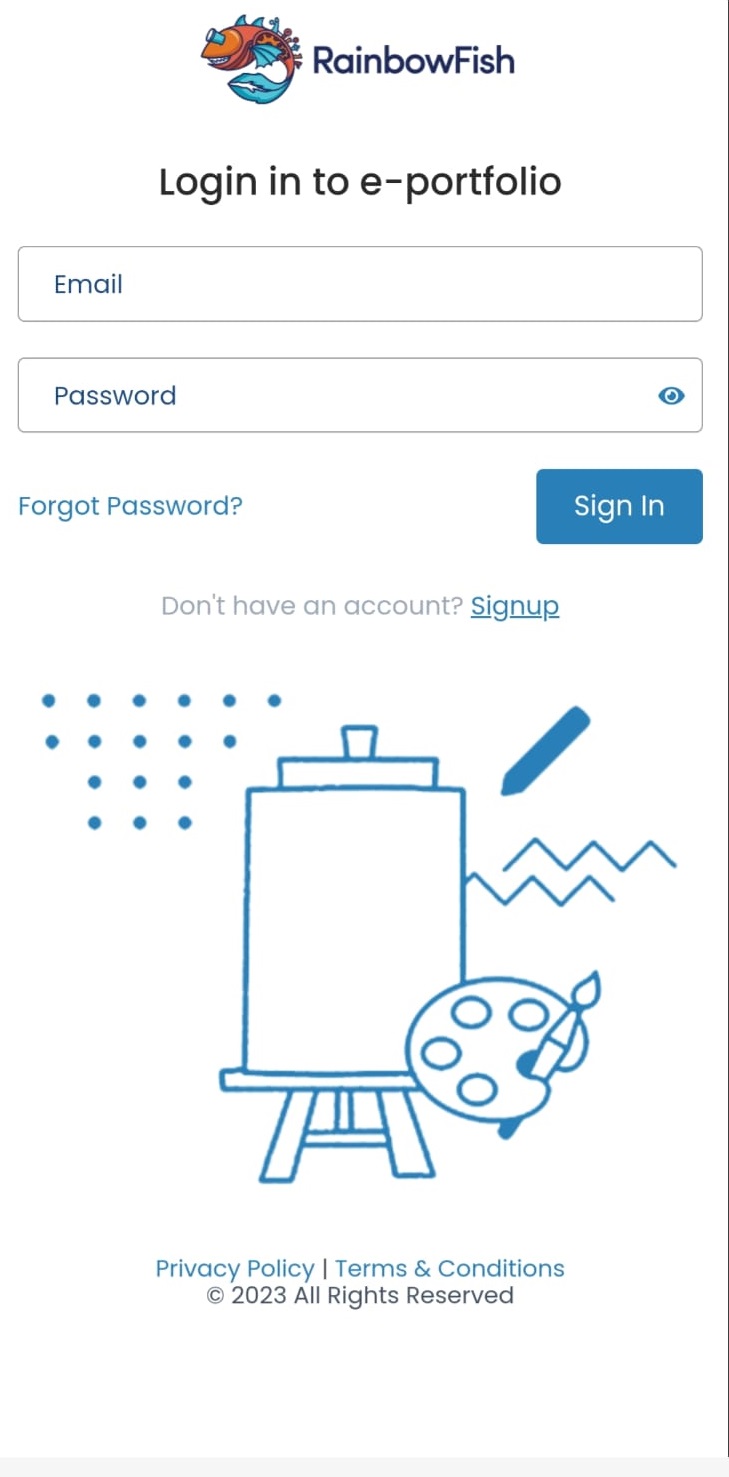 RainbowFish
Login in to e-portfolio
Email
Password
Forgot Password?
Sign In
Don't have an account? Signup
Privacy Policy | Terms & Conditions
© 2023 All Rights Reserved